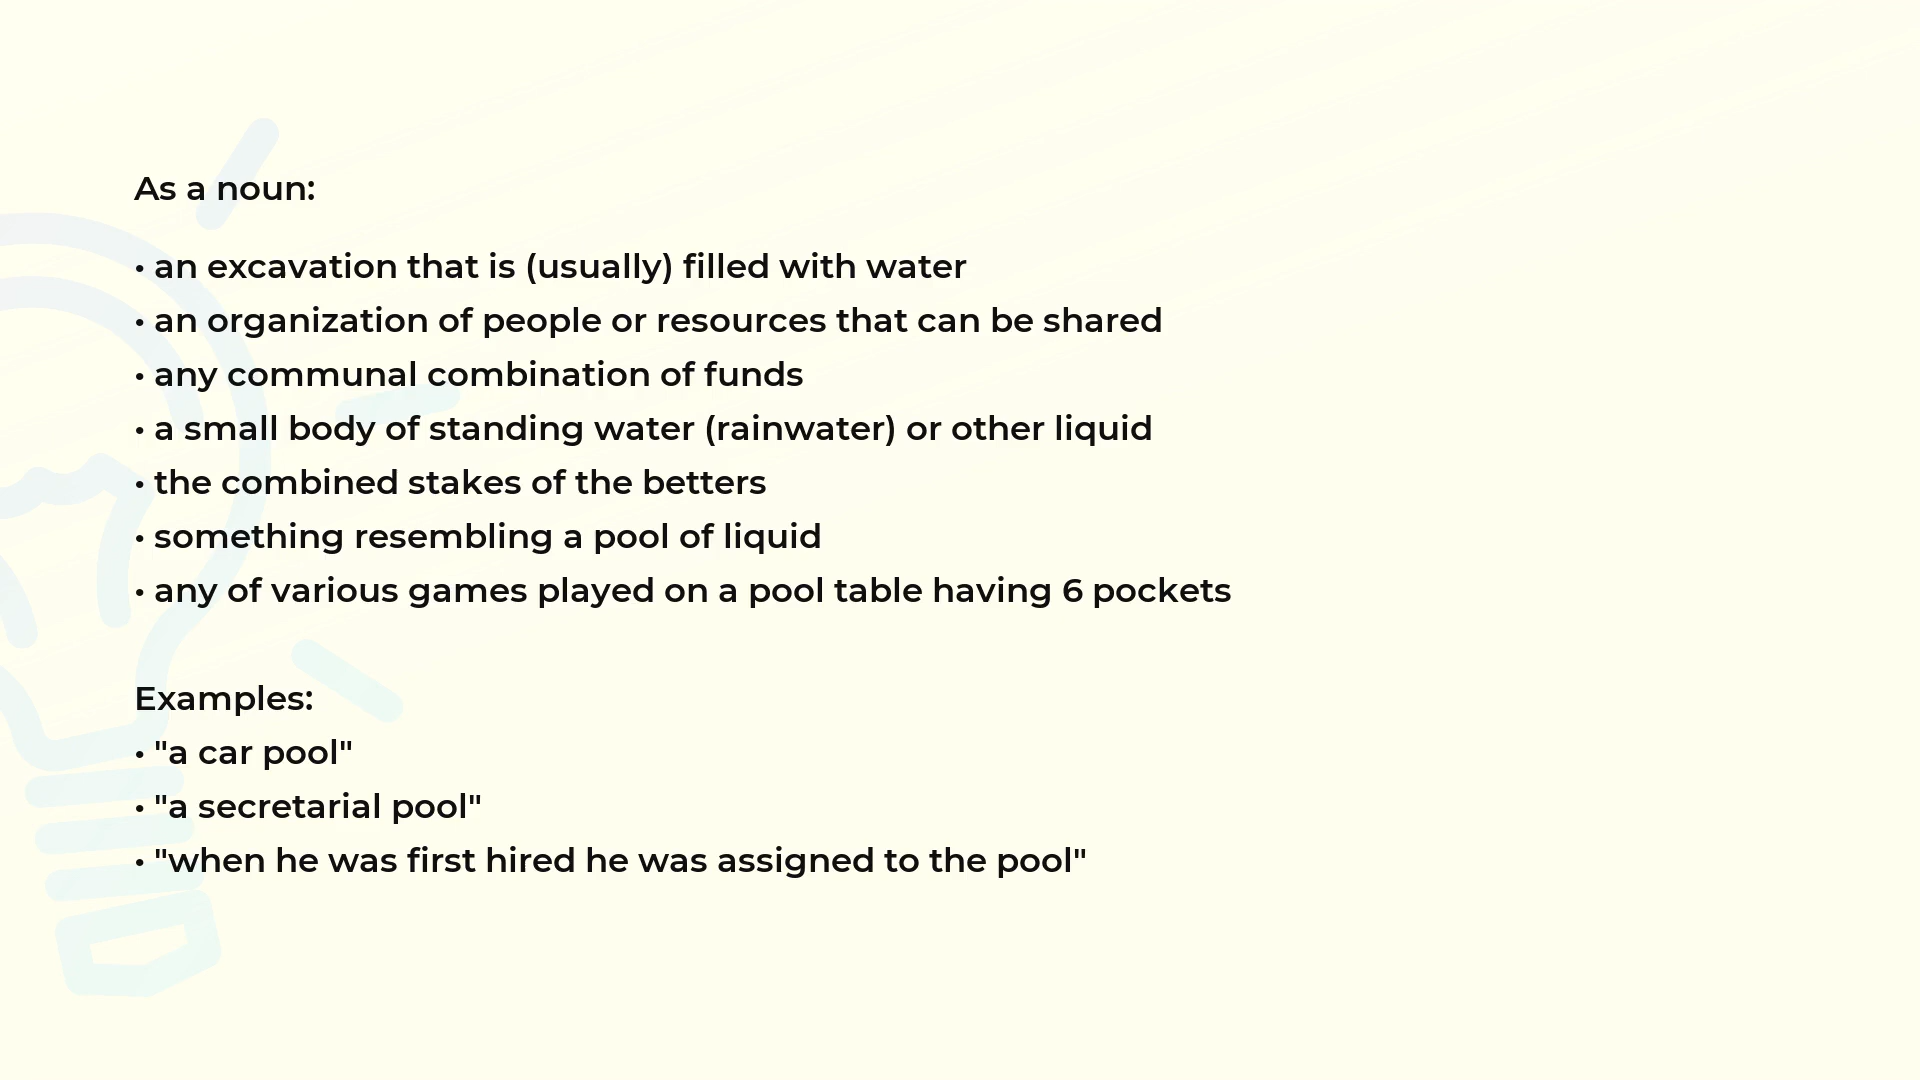 As a noun:
• an excavation that is (usually) filled with water
• an organization of people or resources that can be shared
• any communal combination of funds
• a small body of standing water (rainwater) or other liquid
• the combined stakes of the betters
• something resembling a pool of liquid
• any of various games played on a pool table having 6 pockets
Examples:
• "a car pool"
• "a secretarial pool"
• "when he was first hired he was assigned to the pool"